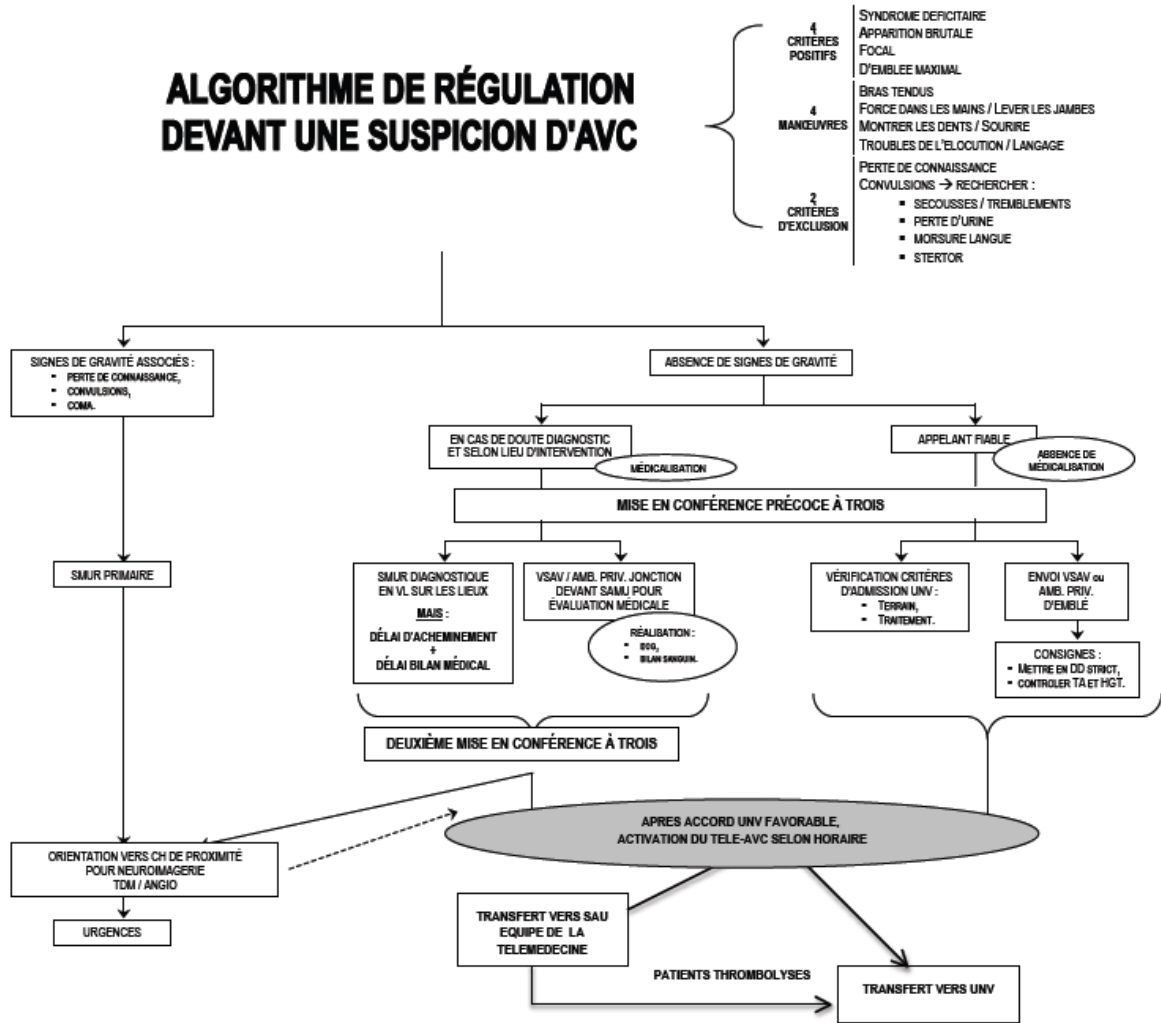 ALGORITHME DE RÉGULATION
DEVANT UNE SUSPICION D'AVC
4
CRITÈRES
POSITIFS
SYNDROME DEFICITAIRE
APPARITION BRUTALE
FOCAL
D'EMBLEE MAXIMAL
4
MANŒUVRES
BRAS TENDUS
FORCE DANS LES MAINS / LEVER LES JAMBES
MONTRER LES DENTS / SOURIRE
TROUBLES DE L'ELOCUTION / LANGAGE
2
CRITÈRES
D'EXCLUSION
PERTE DE CONNAISSANCE
CONVULSIONS → RECHERCHER :
▪ SECOUSSES / TREMBLEMENTS
▪ PERTE D'URINE
▪ MORSURE LANGUE
▪ STERTOR
SIGNES DE GRAVITÉ ASSOCIÉS :
- PERTE DE CONNAISSANCE,
- CONVULSIONS,
- COMA.
ABSENCE DE SIGNES DE GRAVITÉ
EN CAS DE DOUTE DIAGNOSTIC
ET SELON LIEU D'INTERVENTION
MÉDICALISATION
APPELANT FIABLE
ABSENCE DE
MÉDICALISATION
MISE EN CONFÉRENCE PRÉCOCE À TROIS
SMUR PRIMAIRE
SMUR DIAGNOSTIQUE
EN VL SUR LES LIEUX
MAIS :
DÉLAI D'ACHEMINEMENT
+
DÉLAI BILAN MÉDICAL
VSAV / AMB. PRIV. JONCTION
DEVANT SAMU POUR
ÉVALUATION MÉDICALE
RÉALISATION :
- ECG,
- BILAN SANGUIN.
VÉRIFICATION CRITÈRES
D'ADMISSION UNV :
- TERRAIN,
- TRAITEMENT.
ENVOI VSAV ou
AMB. PRIV.
D'EMBLÉ
CONSIGNES :
- METTRE EN DD STRICT,
- CONTROLER TA ET HGT.
DEUXIÈME MISE EN CONFÉRENCE À TROIS
APRES ACCORD UNV FAVORABLE,
ACTIVATION DU TELE-AVC SELON HORAIRE
ORIENTATION VERS CH DE PROXIMITÉ
POUR NEUROIMAGERIE
TDM / ANGIO
URGENCES
TRANSFERT VERS SAU
EQUIPE DE LA
TELEMEDECINE
PATIENTS THROMBOLYSES
TRANSFERT VERS UNV